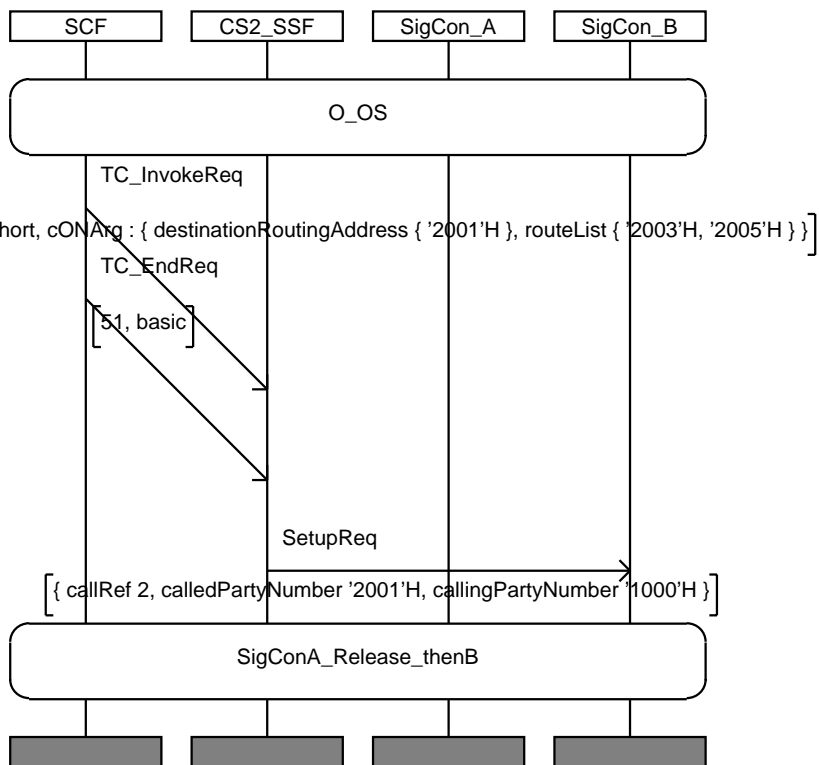 SCF CS2_SSF SigCon_A SigCon_B
O_OS
TC_InvokeReq
hort, cONArg : { destinationRoutingAddress { '2001'H }, routeList { '2003'H, '2005'H } }
TC_EndReq
51, basic
SetupReq
{ callRef 2, calledPartyNumber '2001'H, callingPartyNumber '1000'H }
SigConA_Release_thenB